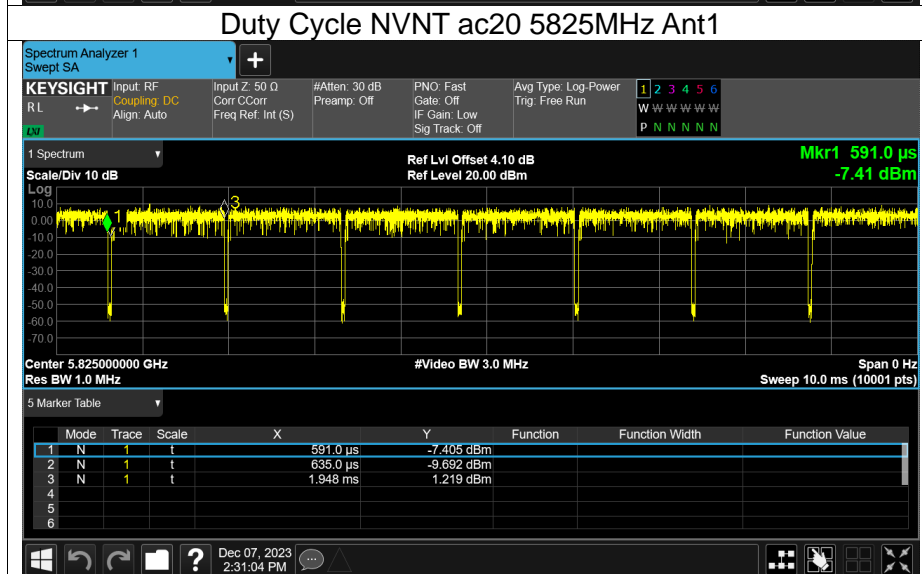 Duty Cycle NVNT ac20 5825MHz Ant1
Spectrum Analyzer 1
Swept SA
+
KEYSIGHT Input: RF Input Z: 50 Ω #Atten: 30 dB PNO: Fast Avg Type: Log-Power 1 2 3 4 5 6
R L Coupling: DC Corr CCorr Preamp: Off Gate: Off Trig: Free Run W W W W W W
Align: Auto Freq Ref: Int (S) IF Gain: Low
LXI Sig Track: Off P N N N N N
1 Spectrum Ref Lvl Offset 4.10 dB Mkr1 591.0 µs
Scale/Div 10 dB Ref Level 20.00 dBm -7.41 dBm
Log
10.0
0.00
-10.0
-20.0
-30.0
-40.0
-50.0
-60.0
-70.0
1
3
Center 5.825000000 GHz #Video BW 3.0 MHz Span 0 Hz
Res BW 1.0 MHz Sweep 10.0 ms (10001 pts)
5 Marker Table
Mode Trace Scale X Y Function Function Width Function Value
1 N 1 t 591.0 µs -7.405 dBm
2 N 1 t 635.0 µs -9.692 dBm
3 N 1 t 1.948 ms 1.219 dBm
4
5
6
? Dec 07, 2023
2:31:04 PM